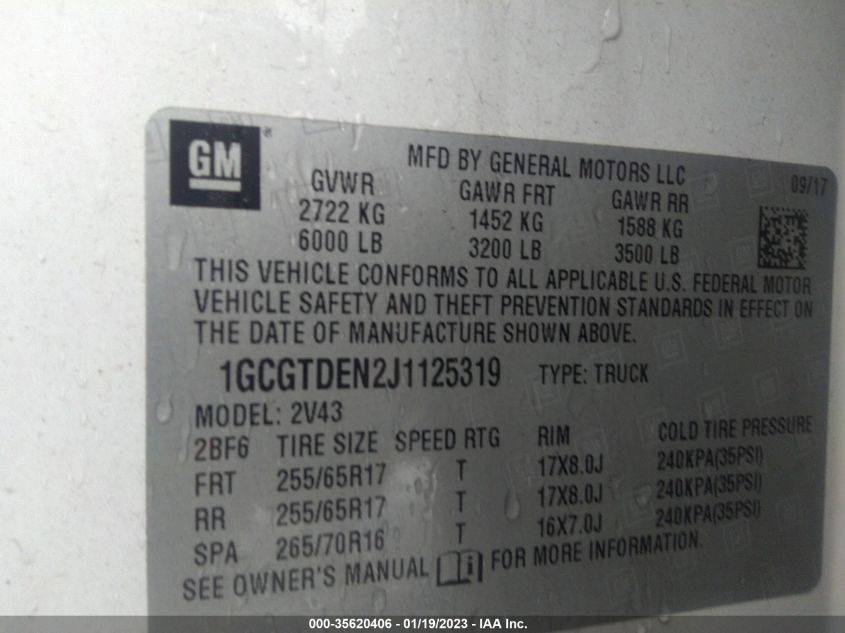 GM®
MFD BY GENERAL MOTORS LLC
09/17
GVWR GAWR FRT GAWR RR
2722 KG 1452 KG 1588 KG
6000 LB 3200 LB 3500 LB
THIS VEHICLE CONFORMS TO ALL APPLICABLE U.S. FEDERAL MOTOR
VEHICLE SAFETY AND THEFT PREVENTION STANDARDS IN EFFECT ON
THE DATE OF MANUFACTURE SHOWN ABOVE.
1GCGTDEN2J1125319 TYPE: TRUCK
MODEL: 2V43
2BF6 TIRE SIZE SPEED RTG RIM COLD TIRE PRESSURE
FRT 255/65R17 T 17X8.0J 240KPA(35PSI)
RR 255/65R17 T 17X8.0J 240KPA(35PSI)
SPA 265/70R16 T 16X7.0J 240KPA(35PSI)
SEE OWNER'S MANUAL i FOR MORE INFORMATION.
000-35620406 - 01/19/2023 - IAA Inc.